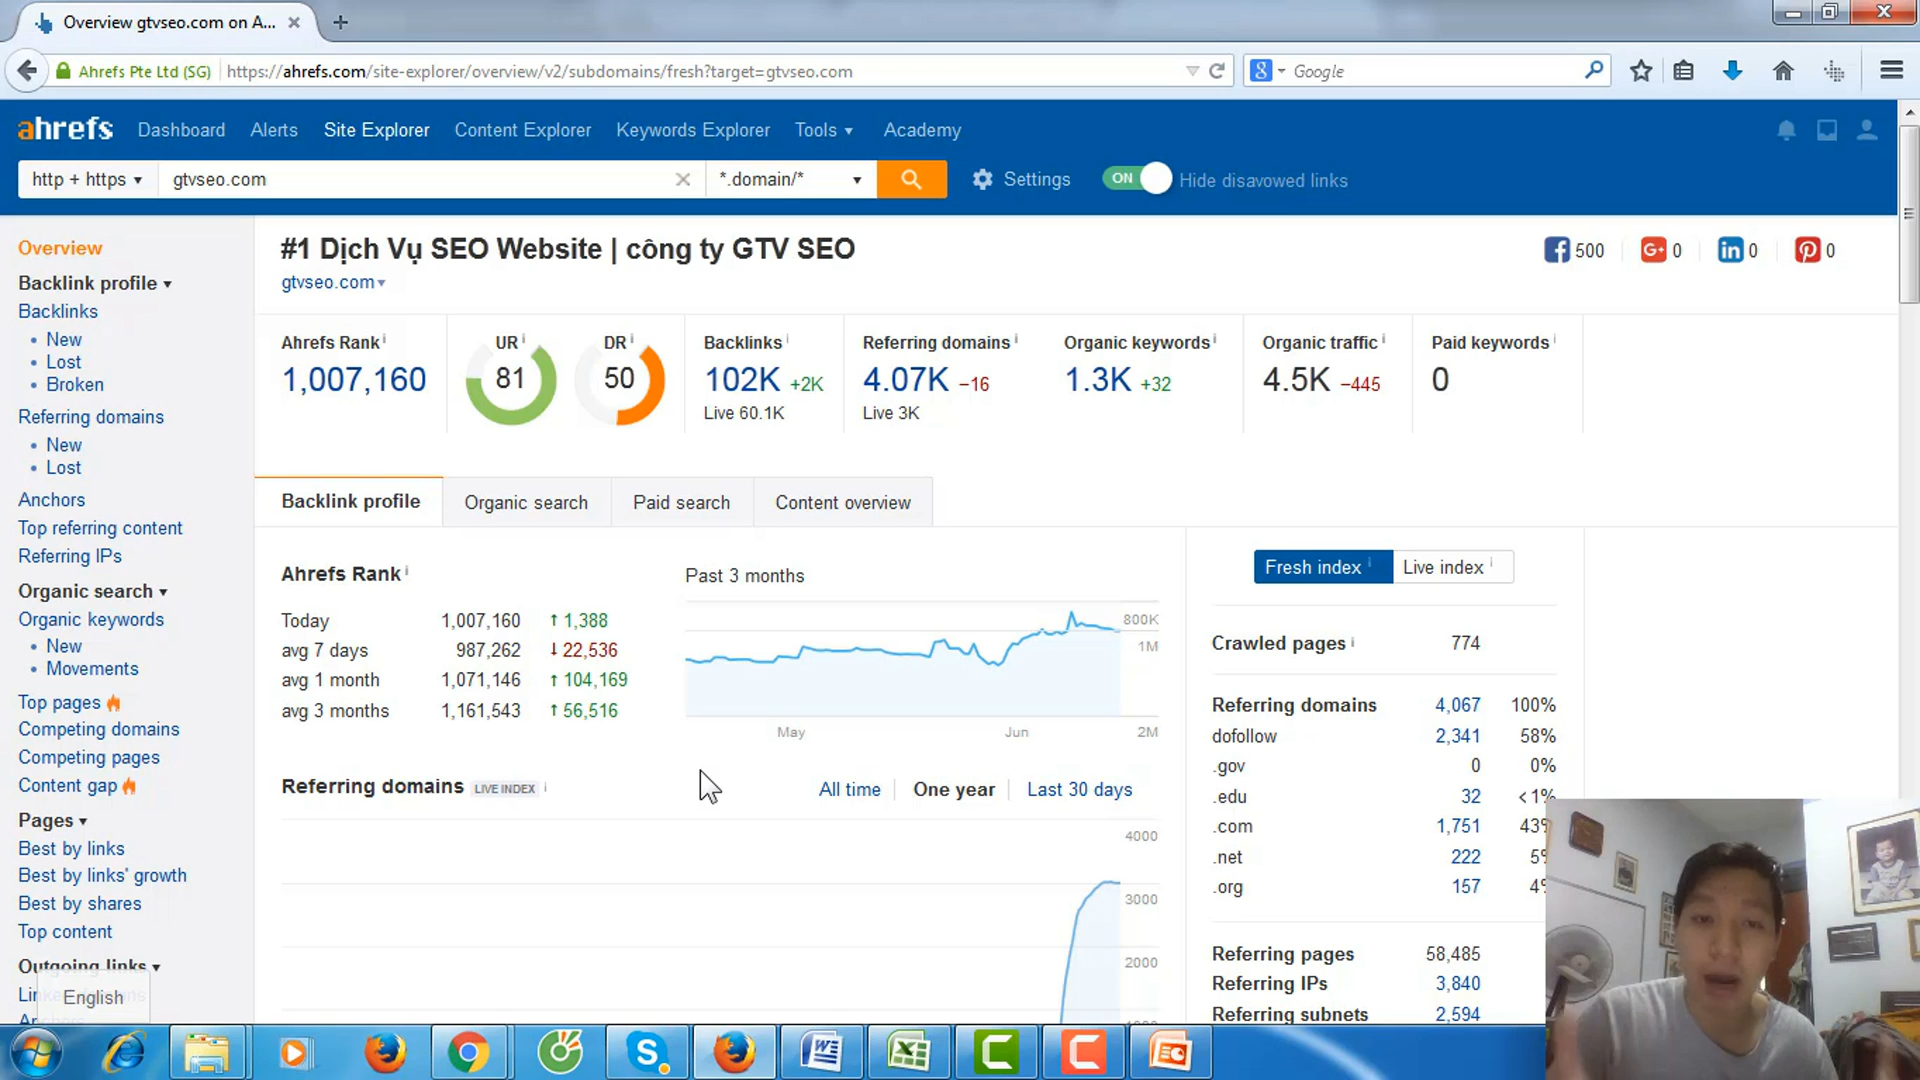 Overview gtvseo.com on A...
Ahrefs Pte Ltd (SG) https://ahrefs.com/site-explorer/overview/v2/subdomains/fresh?target=gtvseo.com
Google
ahrefs Dashboard Alerts Site Explorer Content Explorer Keywords Explorer Tools Academy
http + https gtvseo.com *.domain/* Settings ON Hide disavowed links
Overview
Backlink profile
Backlinks
New
Lost
Broken
Referring domains
New
Lost
Anchors
Top referring content
Referring IPs
Organic search
Organic keywords
New
Movements
Top pages
Competing domains
Competing pages
Content gap
Pages
Best by links
Best by links' growth
Best by shares
Top content
Outgoing links
English
#1 Dịch Vụ SEO Website | công ty GTV SEO
gtvseo.com
500 G+ 0 in 0 0
Ahrefs Rank
1,007,160
UR
81
DR
50
Backlinks
102K +2K
Live 60.1K
Referring domains
4.07K −16
Live 3K
Organic keywords
1.3K +32
Organic traffic
4.5K −445
Paid keywords
0
Backlink profile Organic search Paid search Content overview
Ahrefs Rank
Today 1,007,160 ↑ 1,388
avg 7 days 987,262 ↓ 22,536
avg 1 month 1,071,146 ↑ 104,169
avg 3 months 1,161,543 ↑ 56,516
Past 3 months
800K
1M
May Jun 2M
Referring domains LIVE INDEX
All time One year Last 30 days
4000
3000
2000
Fresh index Live index
Crawled pages 774
Referring domains 4,067 100%
dofollow 2,341 58%
.gov 0 0%
.edu 32 <1%
.com 1,751 43%
.net 222 5%
.org 157 4%
Referring pages 58,485
Referring IPs 3,840
Referring subnets 2,594